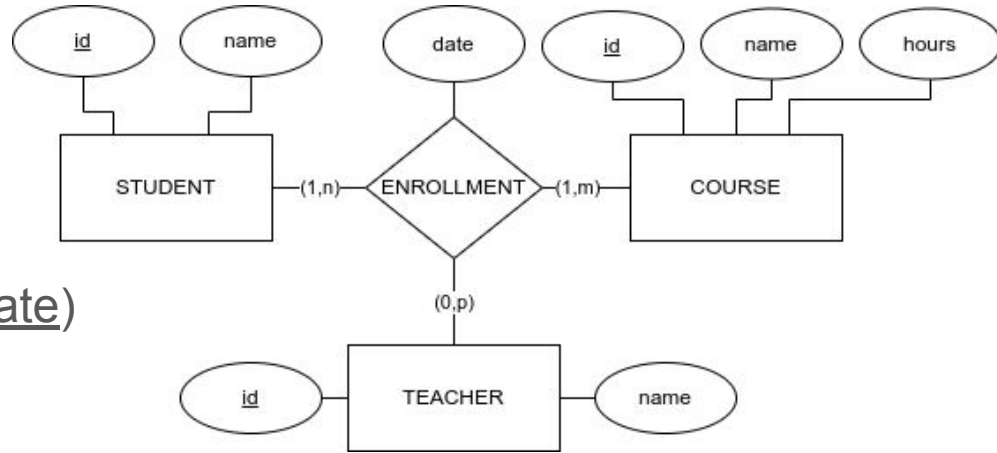 id
name
date
id
name
hours
STUDENT
(1,n)
ENROLLMENT
(1,m)
COURSE
ate)
(0,p)
id
TEACHER
name